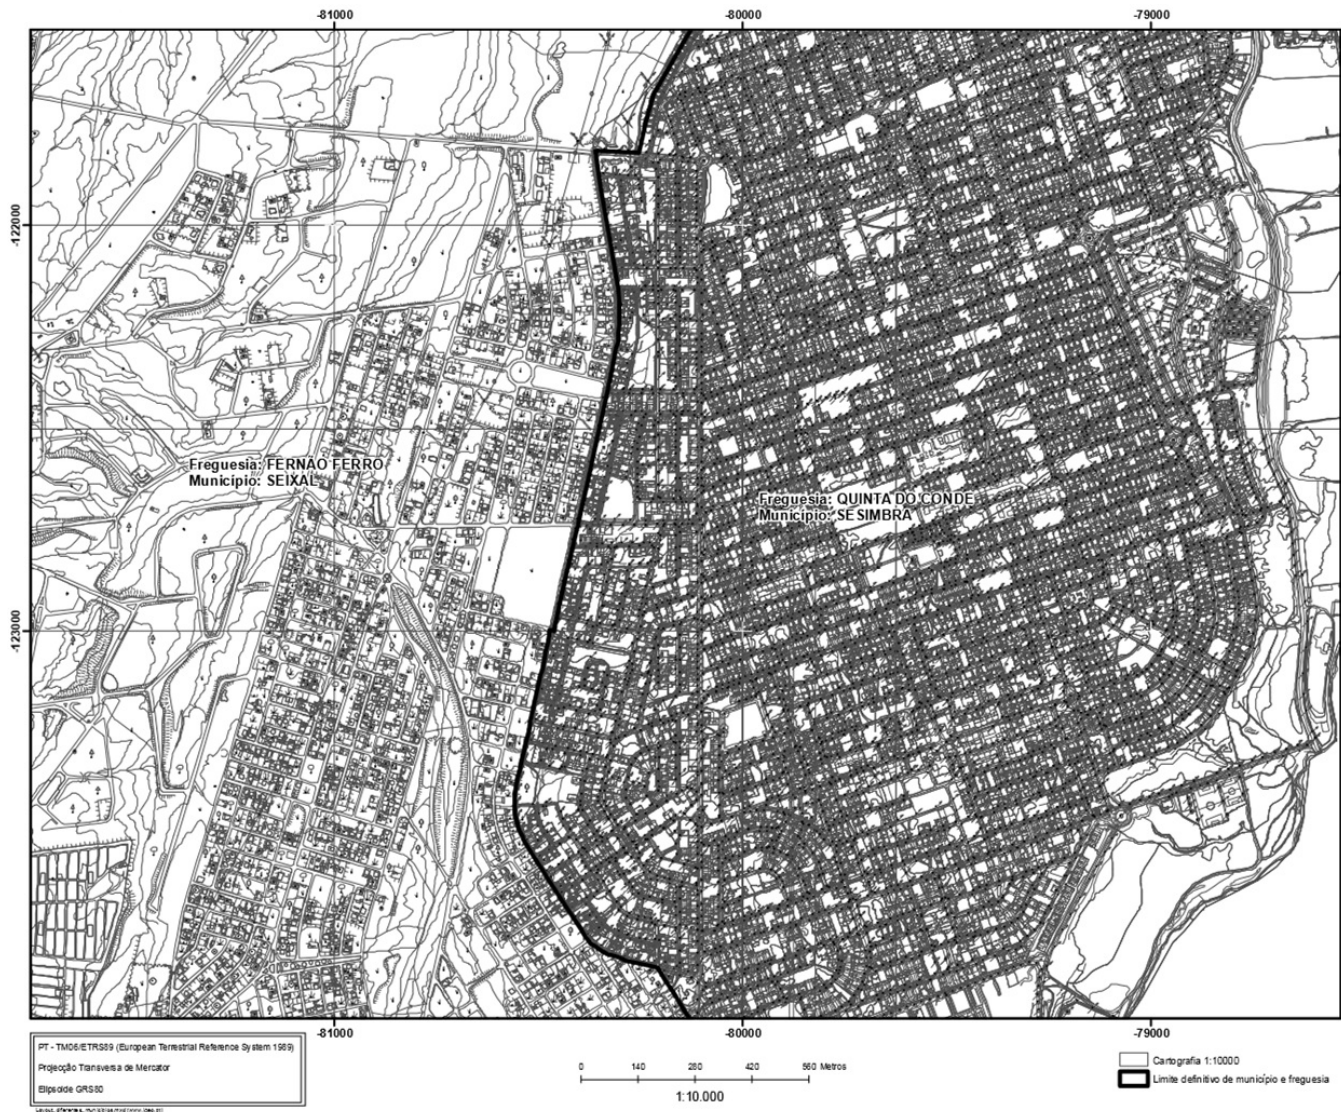 -81000
-80000
-79000
-122000
Freguesia: FERNÃO FERRO
Município: SEIXAL
Freguesia: QUINTA DO CONDE
Município: SESIMBRA
-123000
-81000
-80000
-79000
PT - TM06/ETRS89 (European Terrestrial Reference System 1989)
Projecção Transversa de Mercator
Elipsoide GRS80
0 140 280 420 560 Metros
1:10.000
Cartografia 1:10000
Limite definitivo de município e freguesia